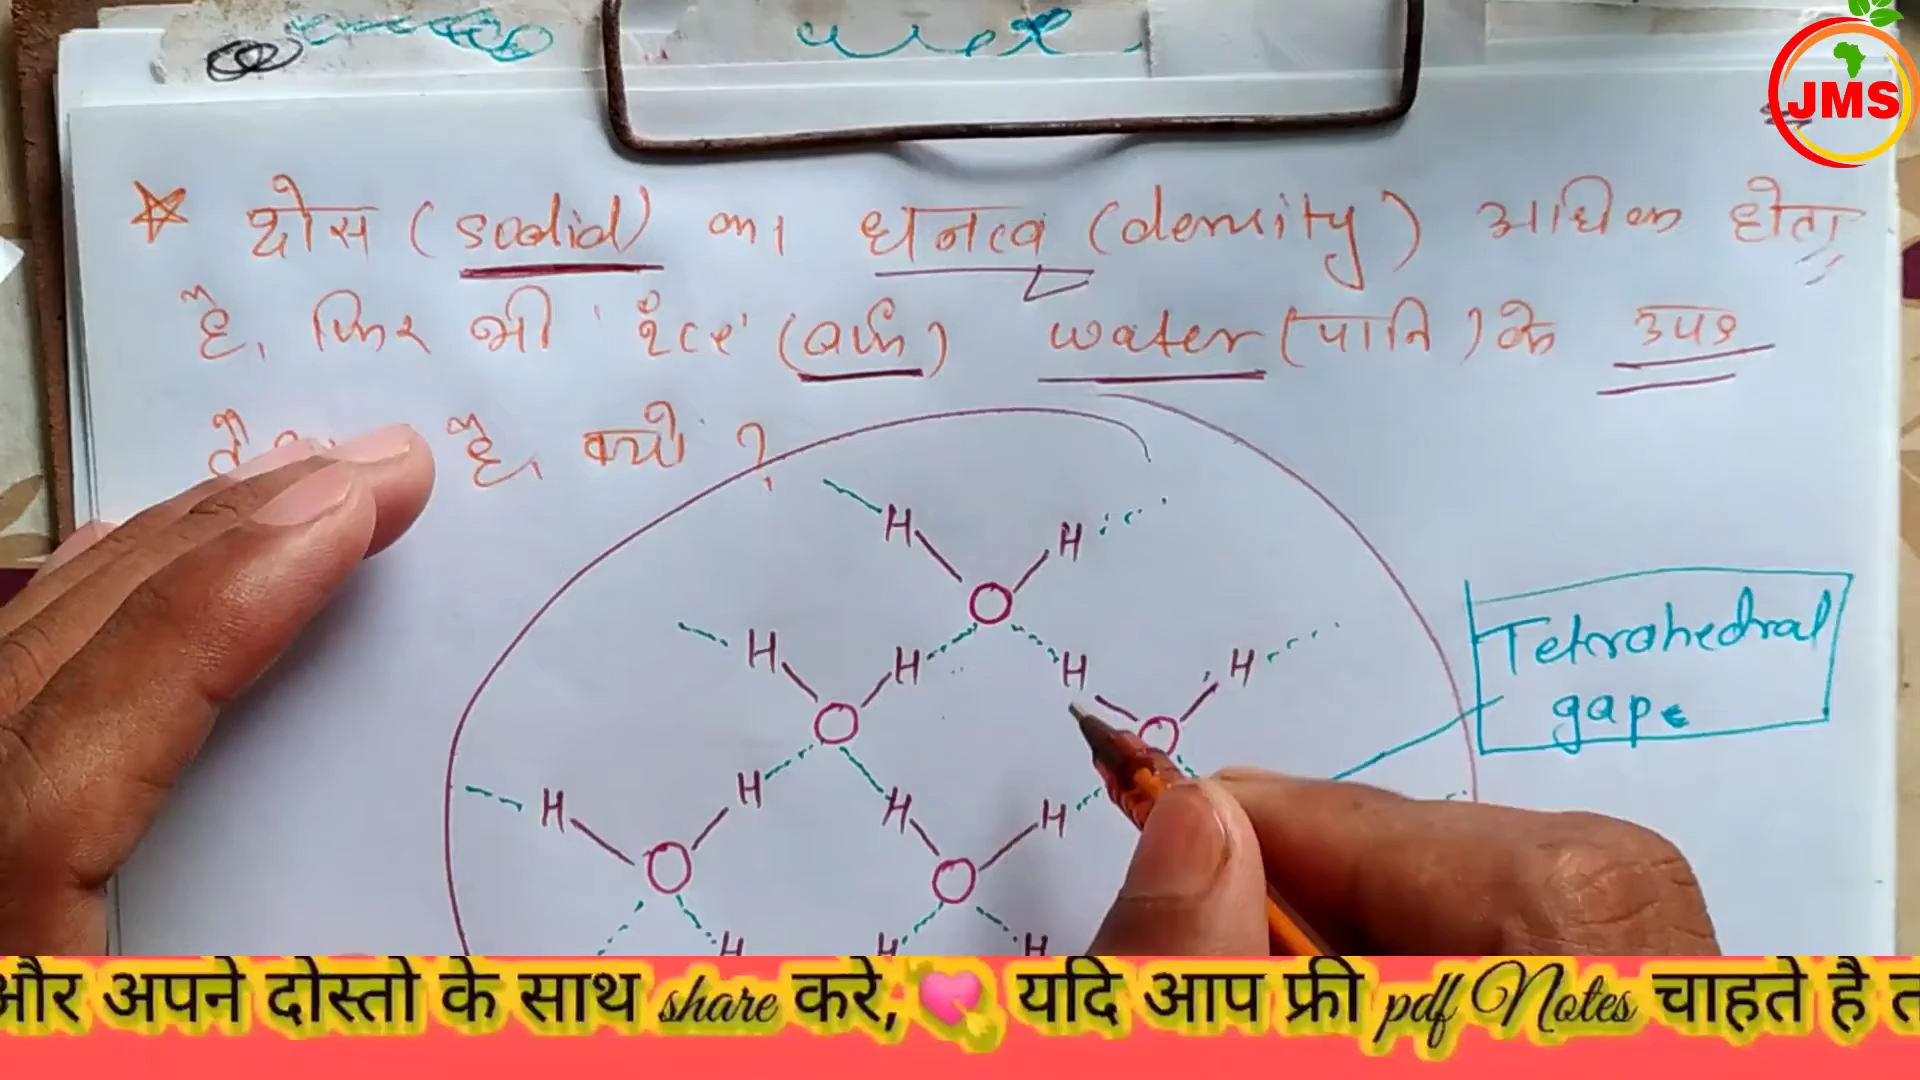 JMS
☆ ठोस (solid) का घनत्व (density) अधिक होता
है, फिर भी 'Ice' (बर्फ) water (पानि) के उपर
है, क्यों ?
H H
O
H H H H
O O
H H H H
O O
H H H
Tetrahedral
gap
और अपने दोस्तो के साथ share करे, 💘 यदि आप फ्री pdf Notes चाहते है त